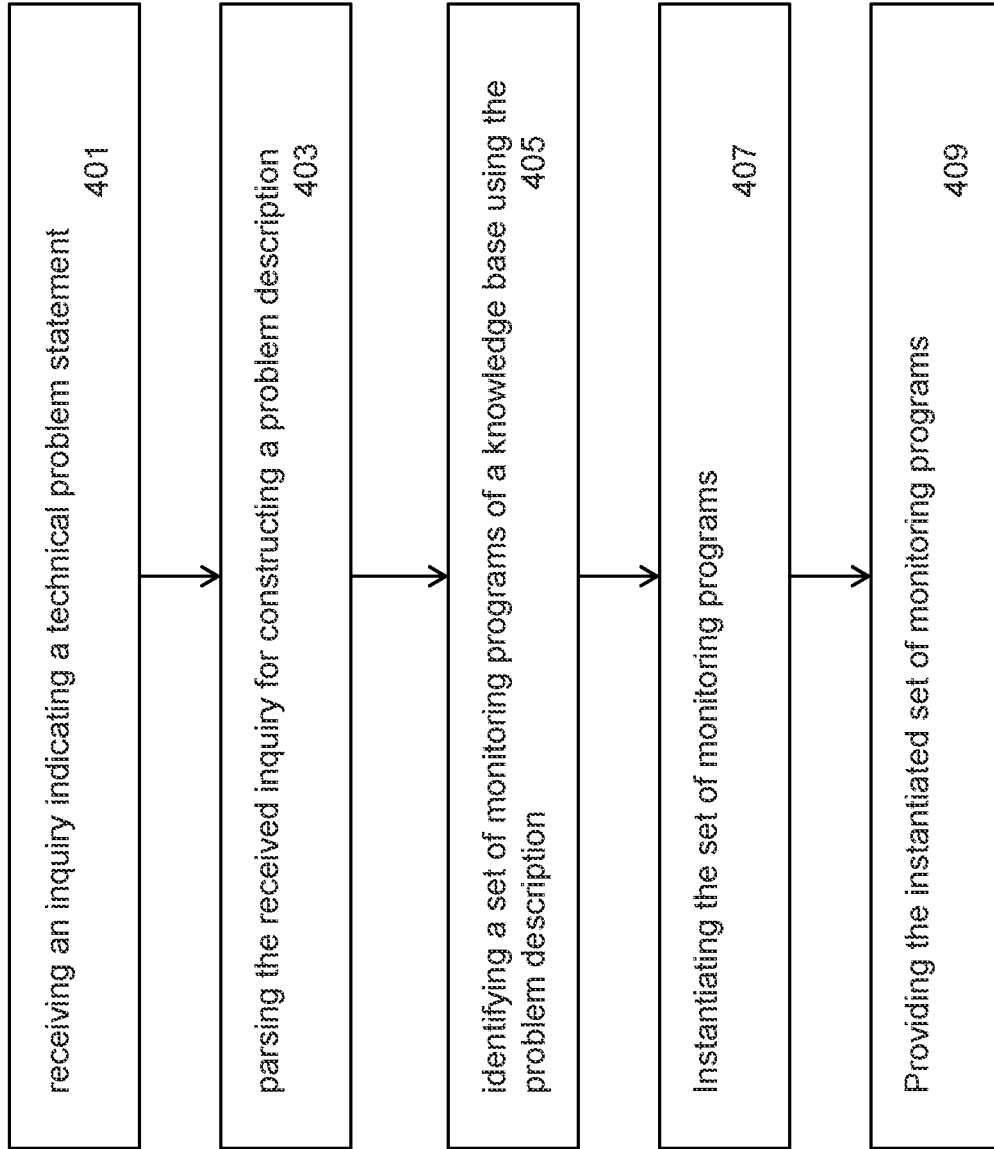 receiving an inquiry indicating a technical problem statement
401
parsing the received inquiry for constructing a problem description
403
identifying a set of monitoring programs of a knowledge base using the
problem description
405
Instantiating the set of monitoring programs
407
Providing the instantiated set of monitoring programs
409